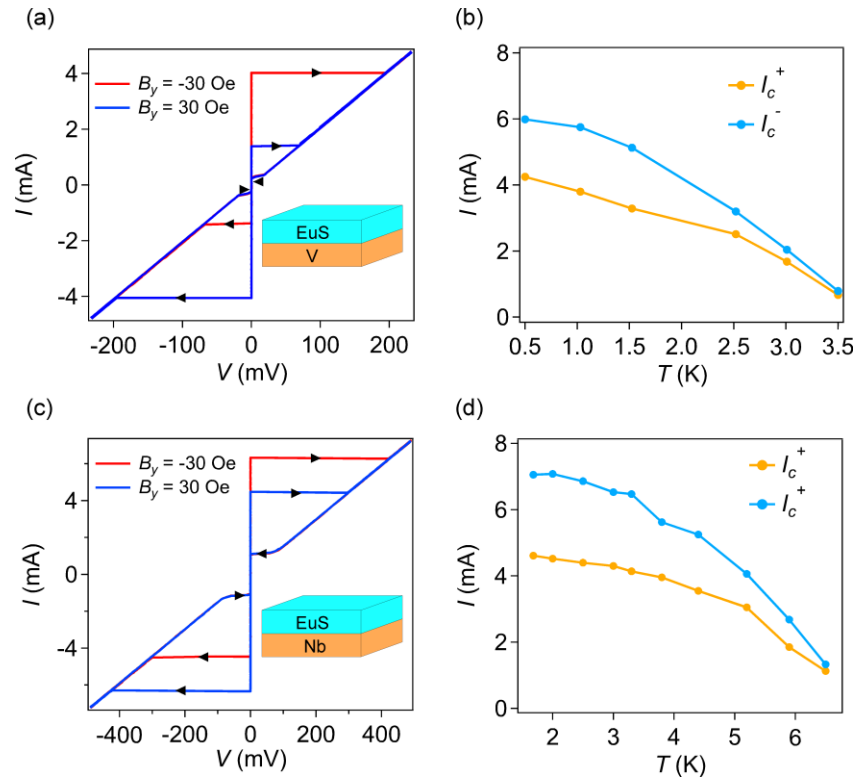 (a)
I (mA)
4
2
0
-2
-4
B_y = -30 Oe
B_y = 30 Oe
EuS
V
-200 -100 0 100 200
V (mV)
(b)
I (mA)
8
6
4
2
0
I_c^+
I_c^-
0.5 1.0 1.5 2.0 2.5 3.0 3.5
T (K)
(c)
I (mA)
4
0
-4
B_y = -30 Oe
B_y = 30 Oe
EuS
Nb
-400 -200 0 200 400
V (mV)
(d)
I (mA)
8
6
4
2
0
I_c^+
I_c^+
2 3 4 5 6
T (K)